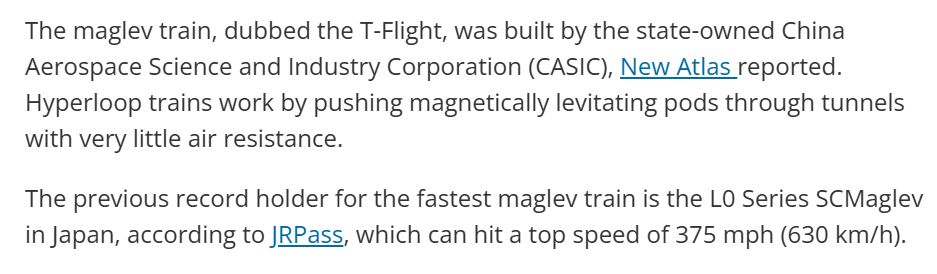 The maglev train, dubbed the T-Flight, was built by the state-owned China
Aerospace Science and Industry Corporation (CASIC), New Atlas reported.
Hyperloop trains work by pushing magnetically levitating pods through tunnels
with very little air resistance.
The previous record holder for the fastest maglev train is the L0 Series SCMaglev
in Japan, according to JRPass, which can hit a top speed of 375 mph (630 km/h).